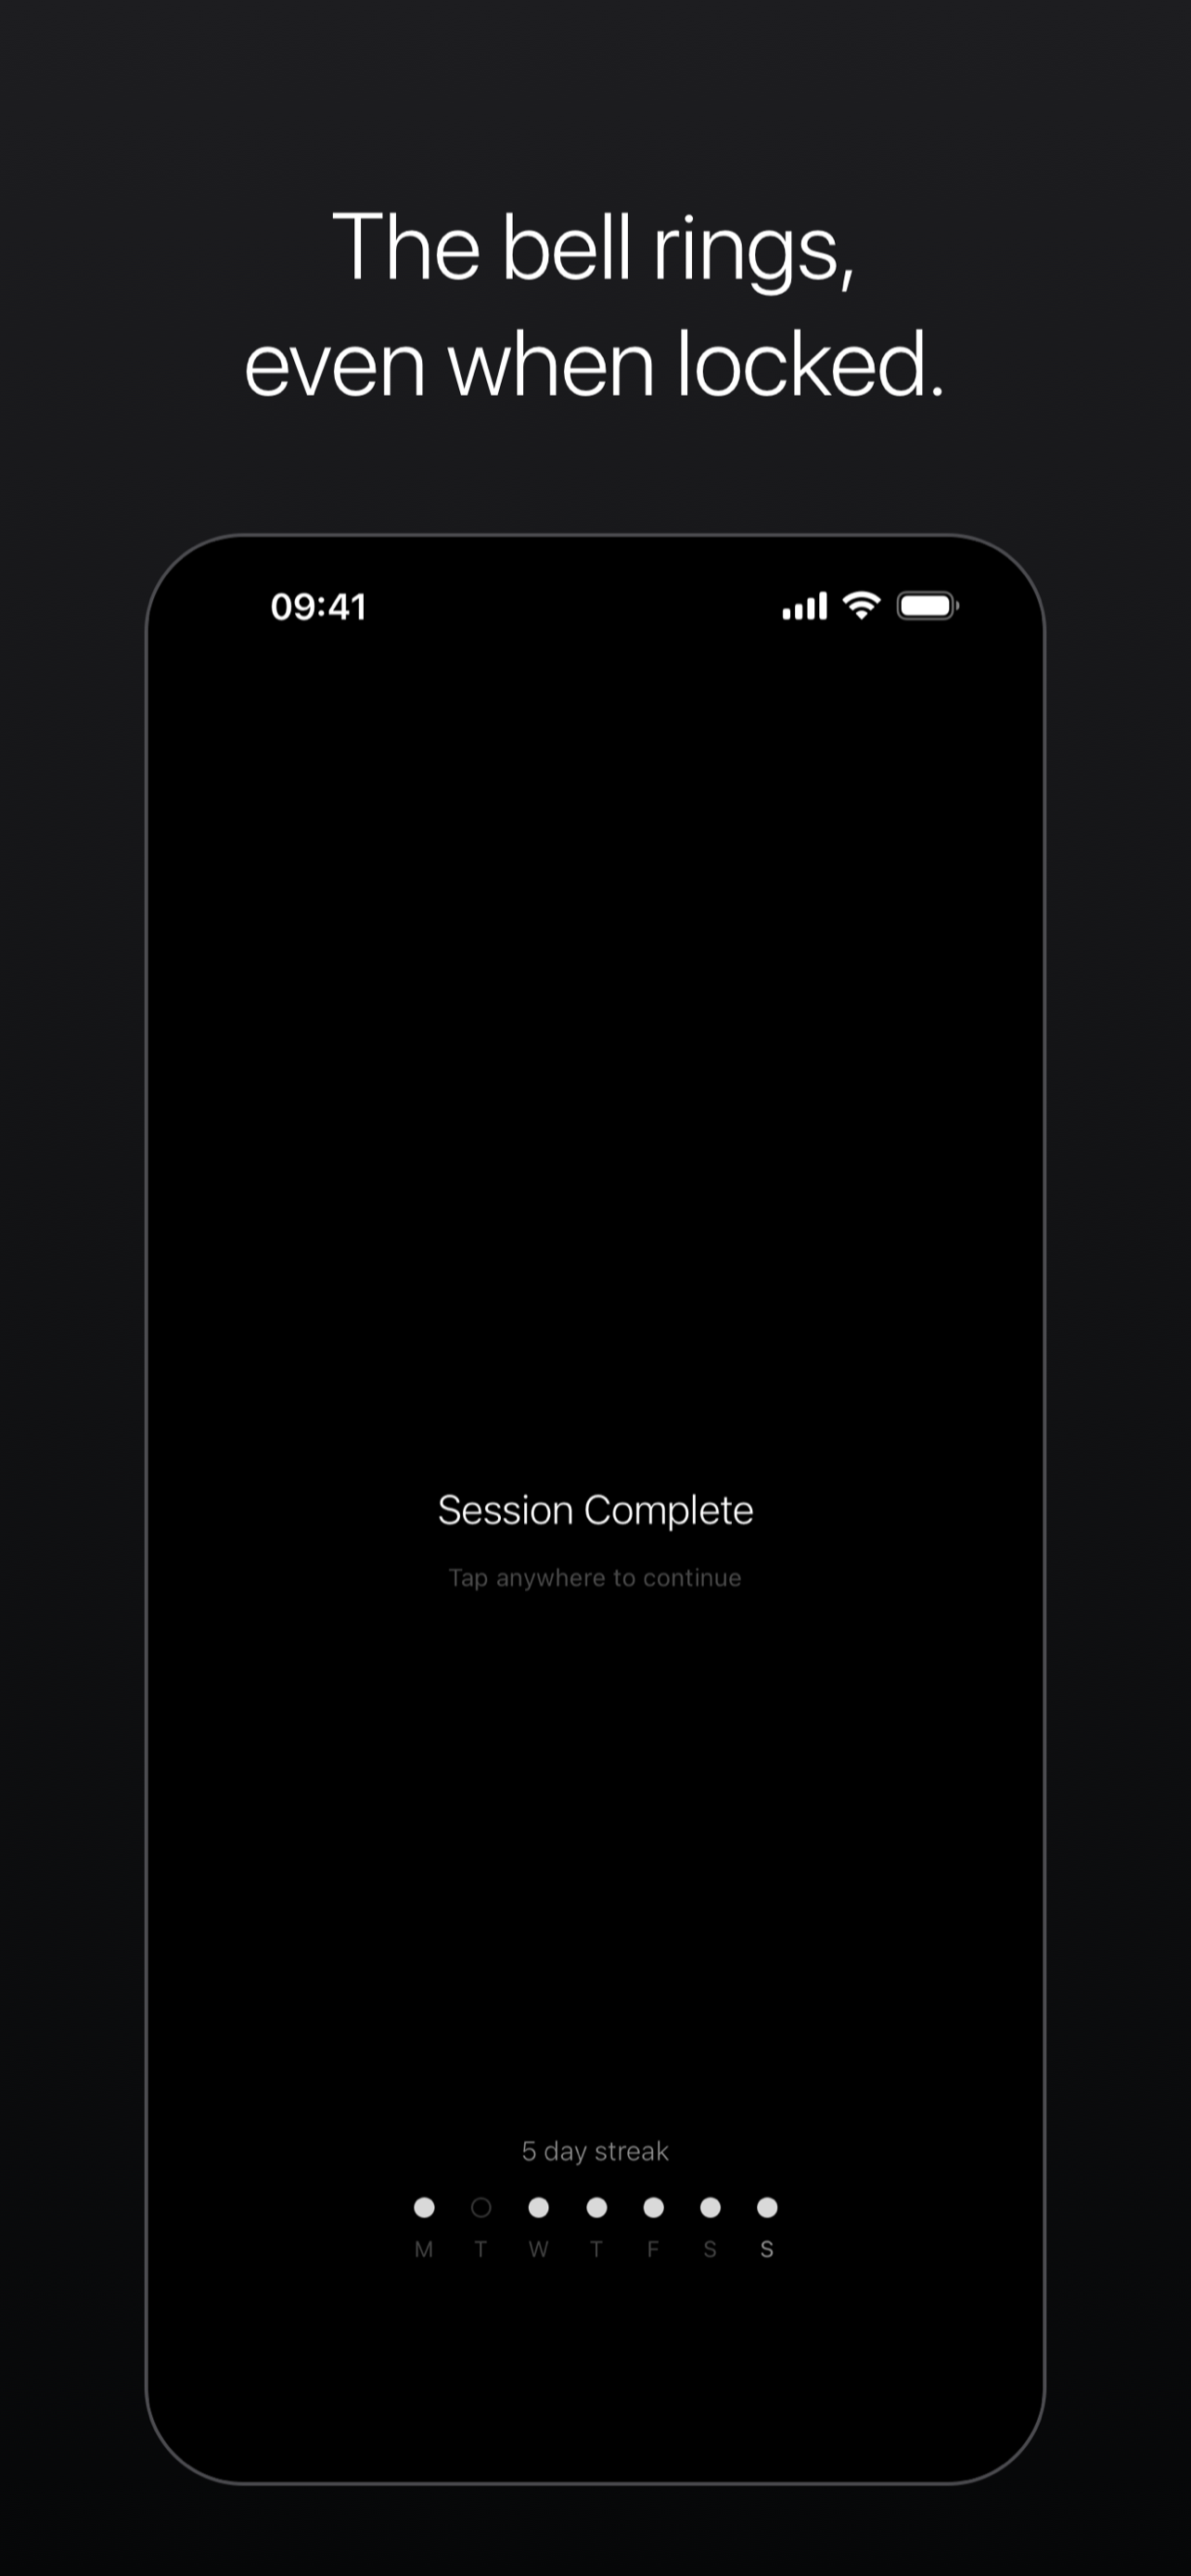 The bell rings,
even when locked.
09:41
Session Complete
Tap anywhere to continue
5 day streak
M T W T F S S